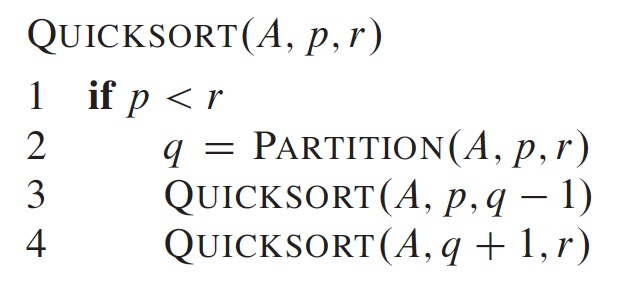 QUICKSORT(A, p, r)
1 if p < r
2 q = PARTITION(A, p, r)
3 QUICKSORT(A, p, q − 1)
4 QUICKSORT(A, q + 1, r)